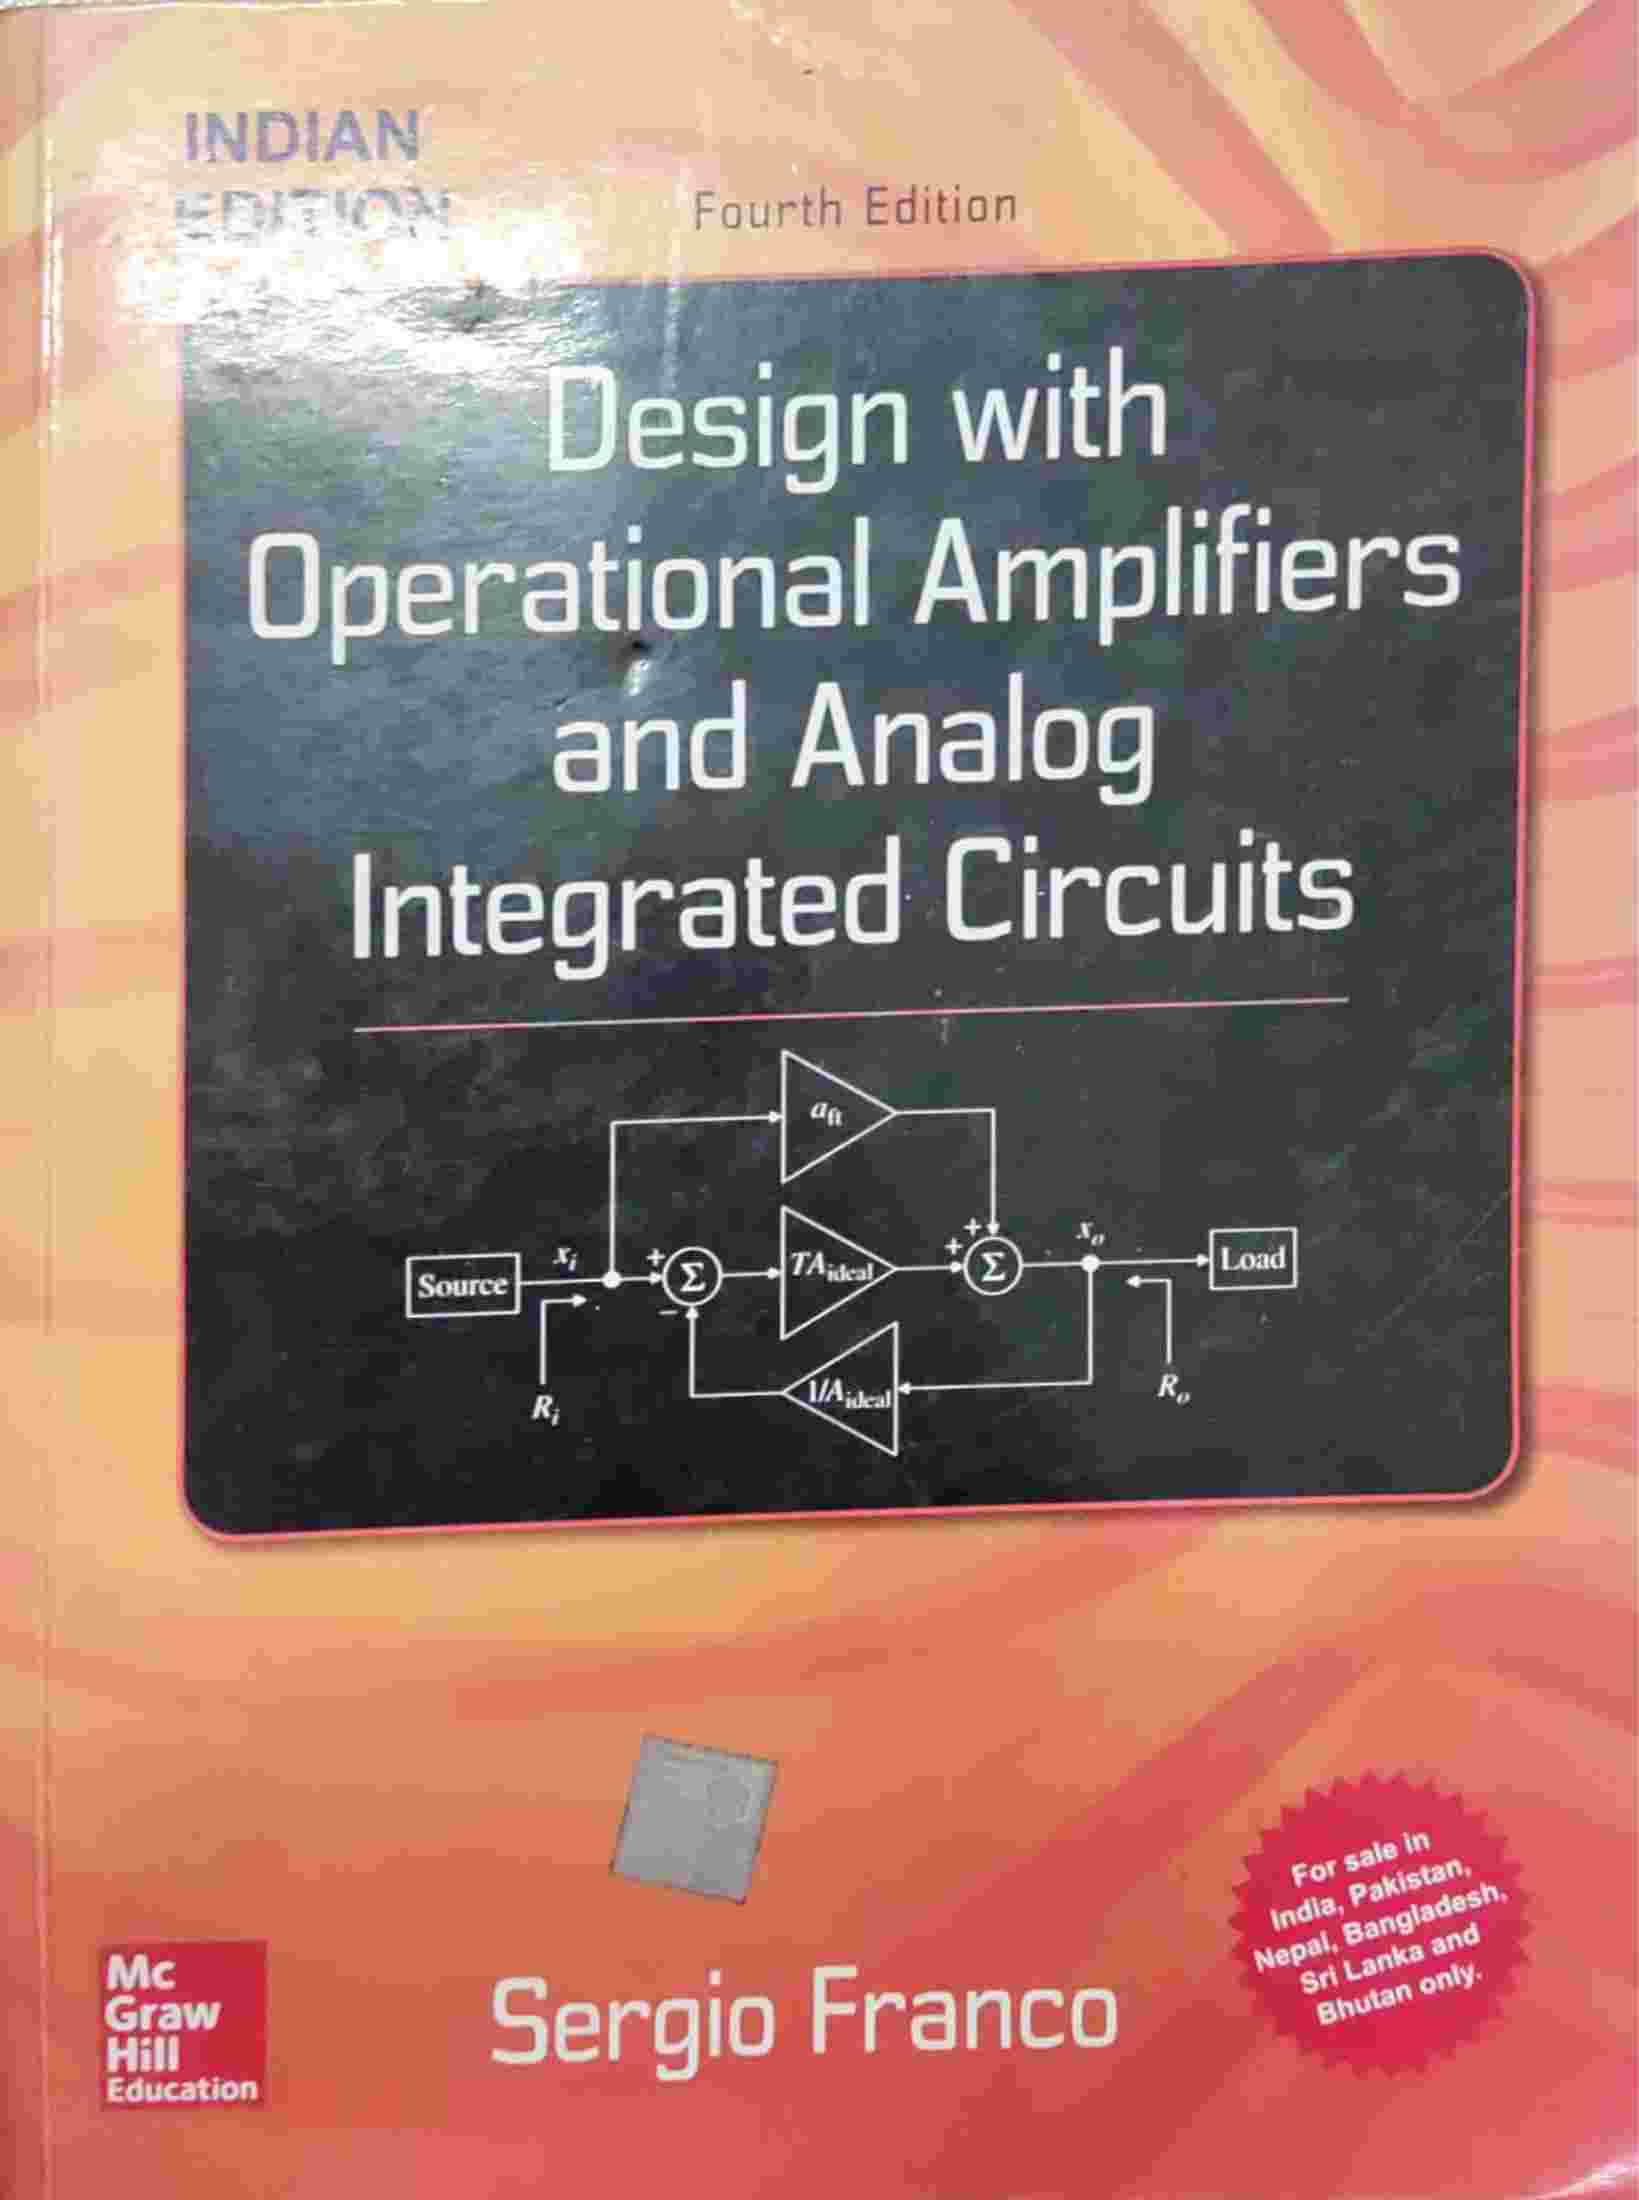 INDIAN
EDITION
Fourth Edition
Design with
Operational Amplifiers
and Analog
Integrated Circuits
a_ft
x_i
Source
+
Σ
−
TA_ideal
+
+
Σ
x_o
Load
1/A_ideal
R_i
R_o
For sale in
India, Pakistan,
Nepal, Bangladesh,
Sri Lanka and
Bhutan only.
Mc
Graw
Hill
Education
Sergio Franco